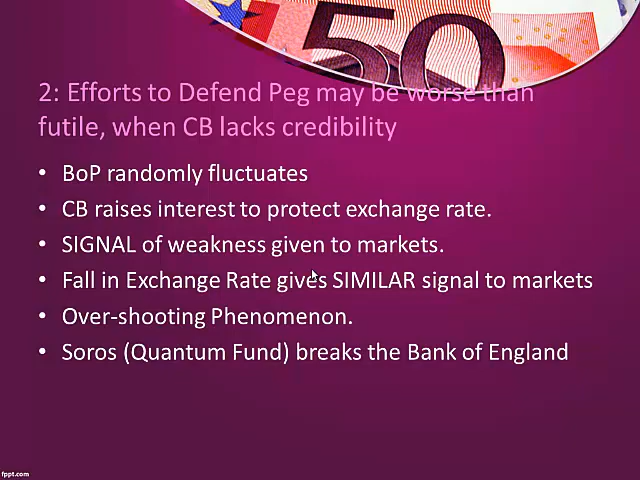 50
2: Efforts to Defend Peg may be worse than
futile, when CB lacks credibility
• BoP randomly fluctuates
• CB raises interest to protect exchange rate.
• SIGNAL of weakness given to markets.
• Fall in Exchange Rate gives SIMILAR signal to markets
• Over-shooting Phenomenon.
• Soros (Quantum Fund) breaks the Bank of England
fppt.com